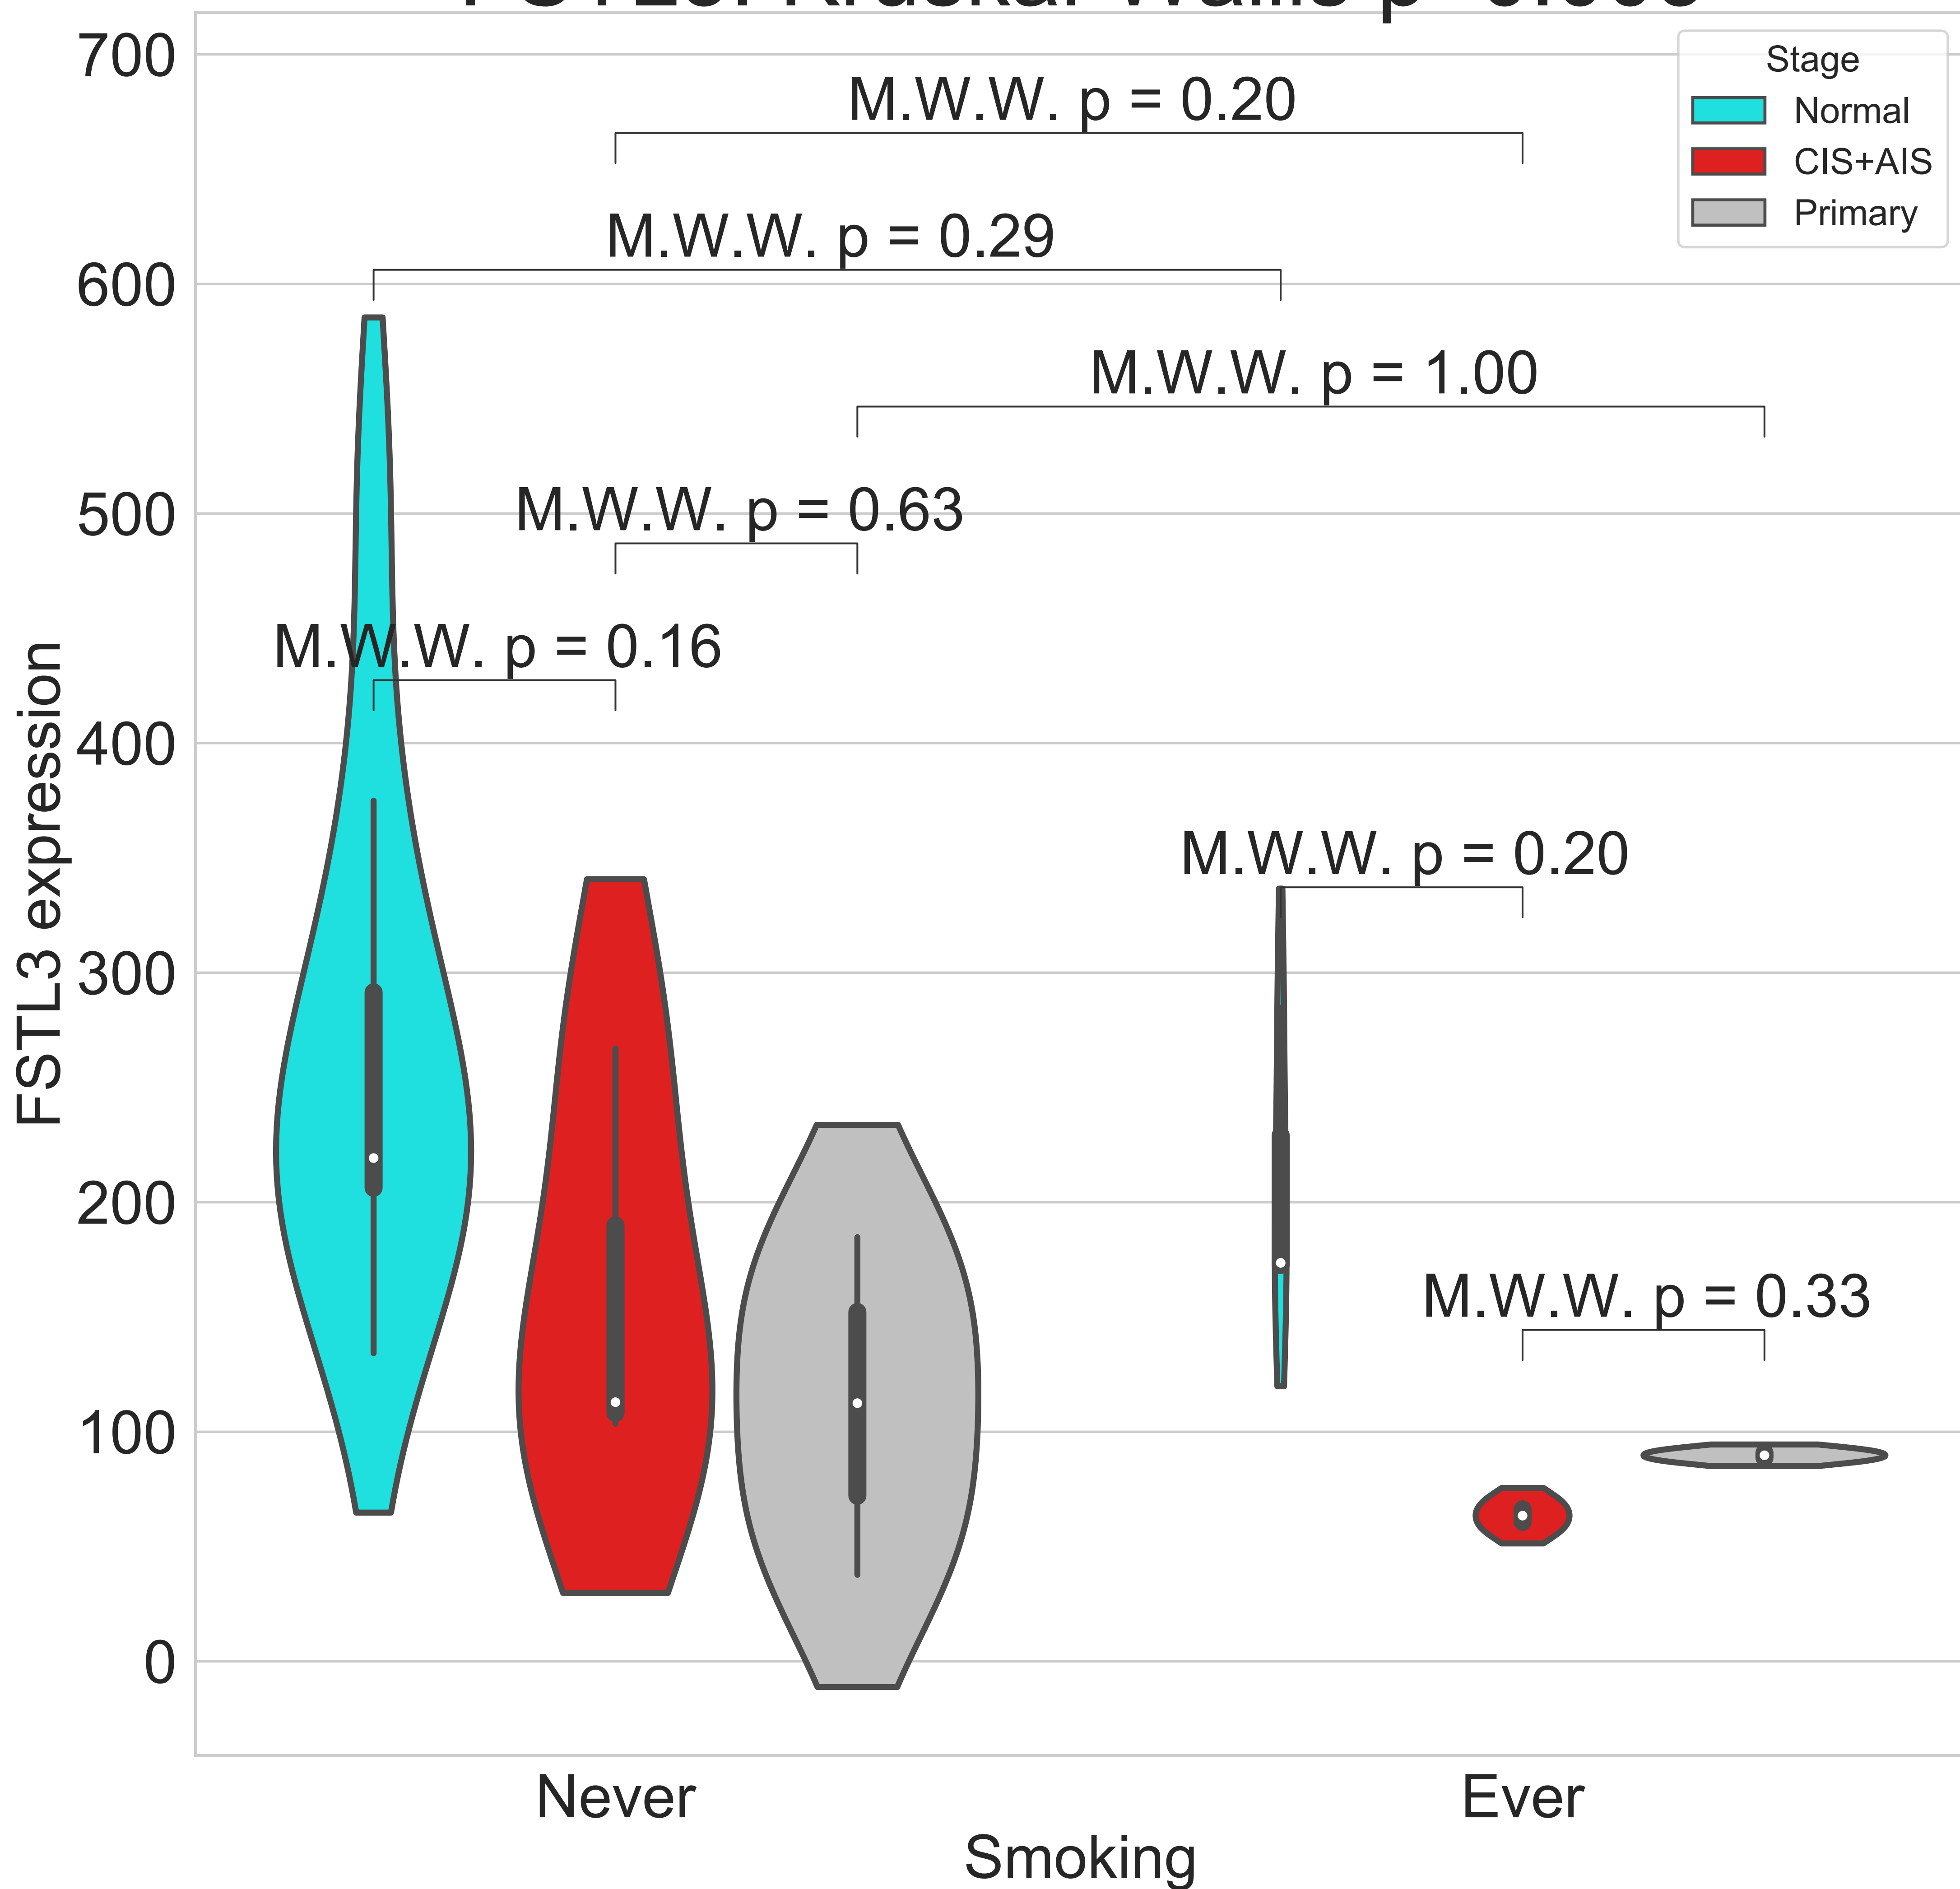 700
M.W.W. p = 0.20
Stage
Normal
CIS+AIS
Primary
M.W.W. p = 0.29
600
M.W.W. p = 1.00
500
M.W.W. p = 0.63
M.W.W. p = 0.16
400
M.W.W. p = 0.20
FSTL3 expression
300
200
M.W.W. p = 0.33
100
0
Never
Ever
Smoking